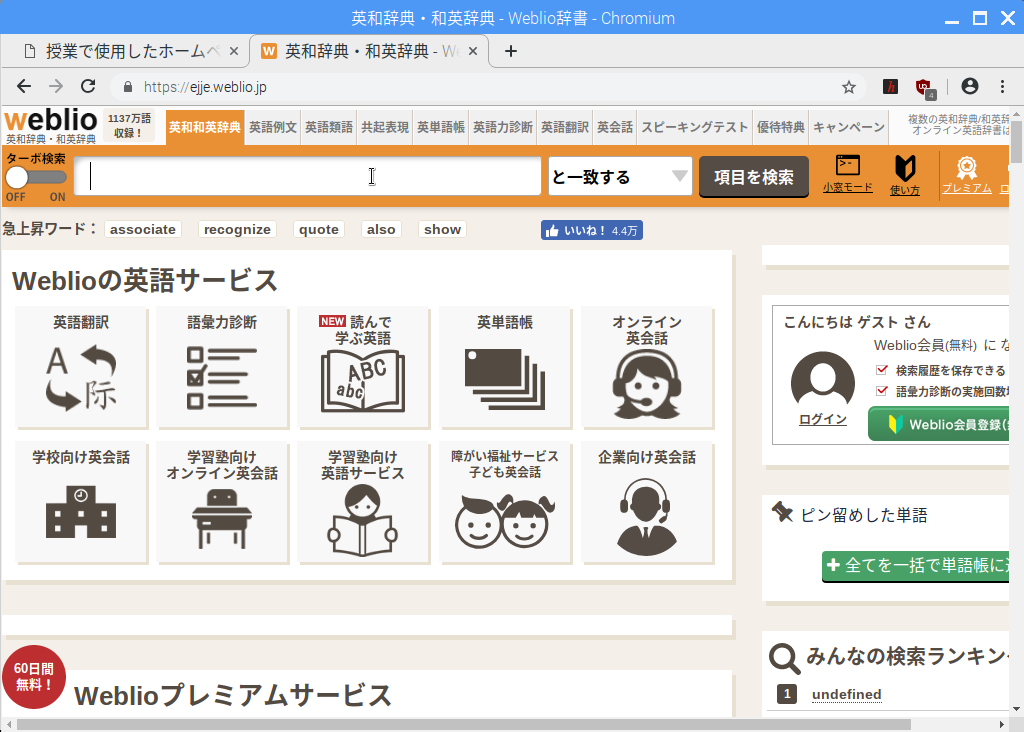 英和辞典・和英辞典 - Weblio辞書 - Chromium
授業で使用したホームペ
英和辞典・和英辞典 - W
https://ejje.weblio.jp
4
weblio
英和辞典・和英辞典
1137万語
収録！
英和和英辞典
英語例文
英語類語
共起表現
英単語帳
英語力診断
英語翻訳
英会話
スピーキングテスト
優待特典
キャンペーン
複数の英和辞典/和英辞
オンライン英語辞書は
ターボ検索
OFF ON
と一致する
項目を検索
小窓モード
使い方
プレミアム
ロ
急上昇ワード：
associate
recognize
quote
also
show
いいね！ 4.4万
Weblioの英語サービス
英語翻訳
A
际
語彙力診断
NEW 読んで
学ぶ英語
ABC
abc
英単語帳
オンライン
英会話
学校向け英会話
学習塾向け
オンライン英会話
学習塾向け
英語サービス
障がい福祉サービス
子ども英会話
企業向け英会話
こんにちは ゲスト さん
Weblio会員(無料) に な
検索履歴を保存できる
語彙力診断の実施回数
ログイン
Weblio会員登録(
ピン留めした単語
全てを一括で単語帳に
みんなの検索ランキン
1 undefined
60日間
無料！
Weblioプレミアムサービス